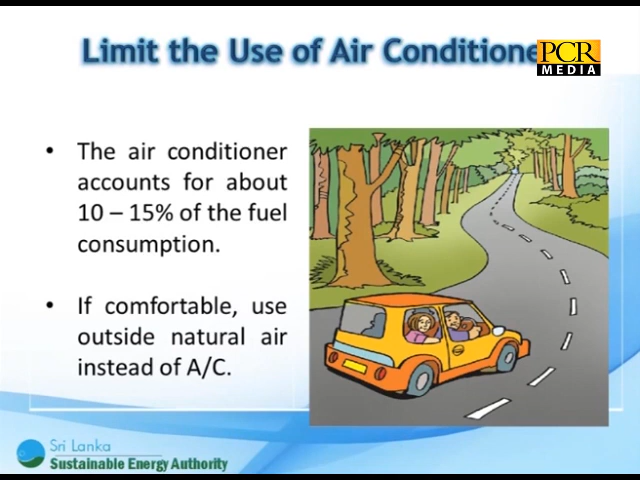 Limit the Use of Air Conditione
PCR
MEDIA
• The air conditioner
accounts for about
10 – 15% of the fuel
consumption.
• If comfortable, use
outside natural air
instead of A/C.
Sri Lanka
Sustainable Energy Authority